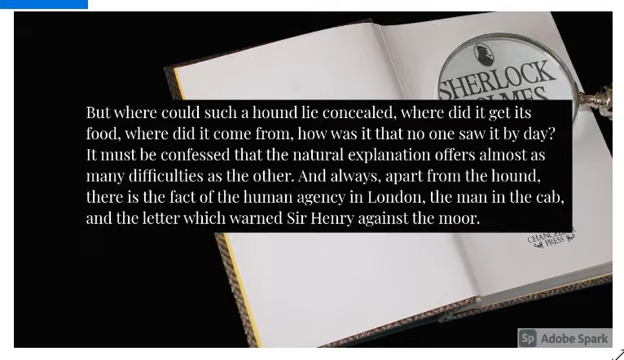 SHERLOCK
HOLMES
But where could such a hound lie concealed, where did it get its
food, where did it come from, how was it that no one saw it by day?
It must be confessed that the natural explanation offers almost as
many difficulties as the other. And always, apart from the hound,
there is the fact of the human agency in London, the man in the cab,
and the letter which warned Sir Henry against the moor.
PRESS
Sp Adobe Spark